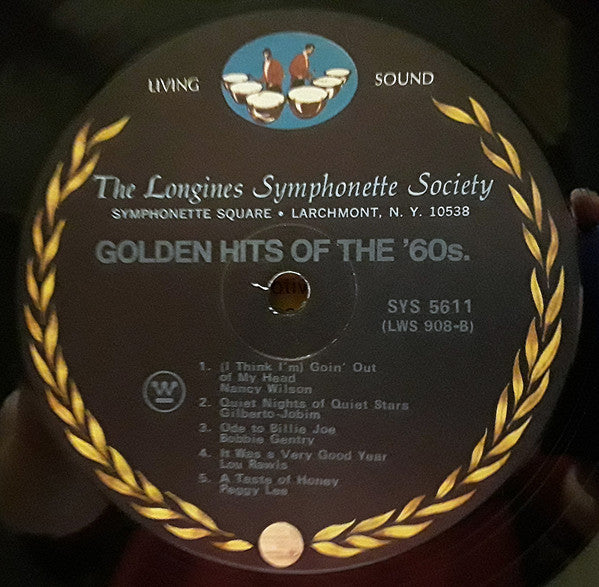 LIVING SOUND
The Longines Symphonette Society
SYMPHONETTE SQUARE • LARCHMONT, N. Y. 10538
GOLDEN HITS OF THE '60s.
SYS 5611
(LWS 908-B)
1. (I Think I'm) Goin' Out
of My Head
Nancy Wilson
2. Quiet Nights of Quiet Stars
Gilberto-Jobim
3. Ode to Billie Joe
Bobbie Gentry
4. It Was a Very Good Year
Lou Rawls
5. A Taste of Honey
Peggy Lee
W